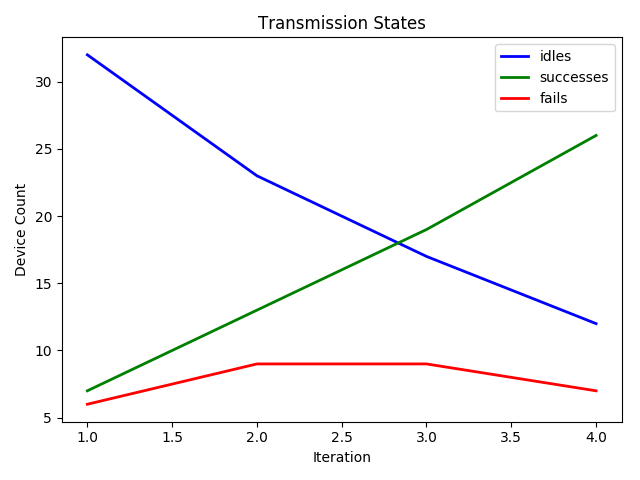 Transmission States
idles
successes
fails
Device Count
30
25
20
15
10
5
1.0 1.5 2.0 2.5 3.0 3.5 4.0
Iteration